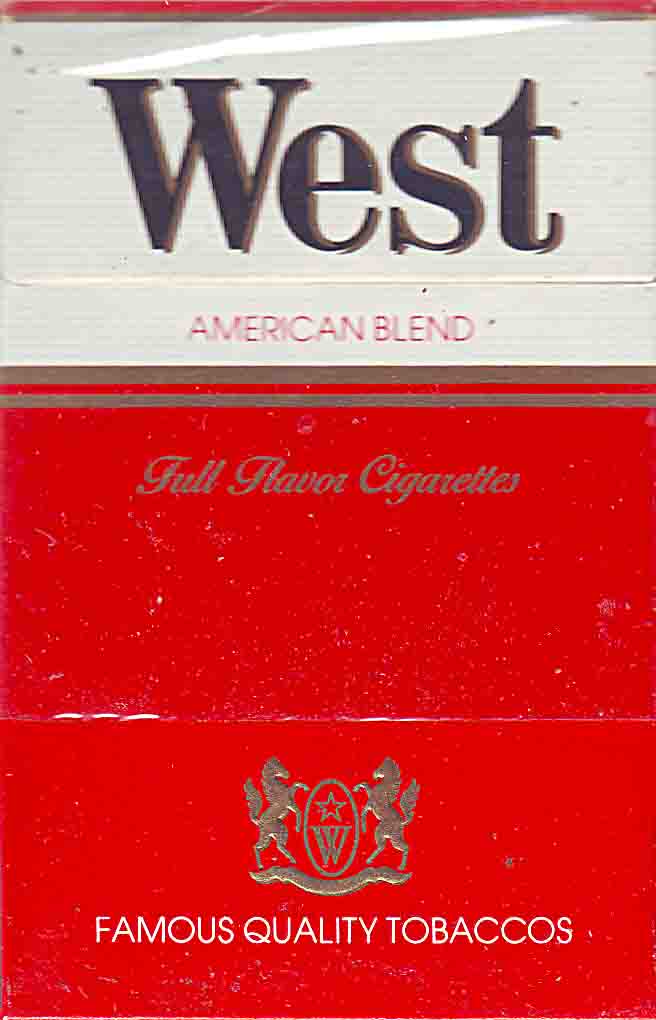 West
AMERICAN BLEND
Full Flavor Cigarettes
W
FAMOUS QUALITY TOBACCOS